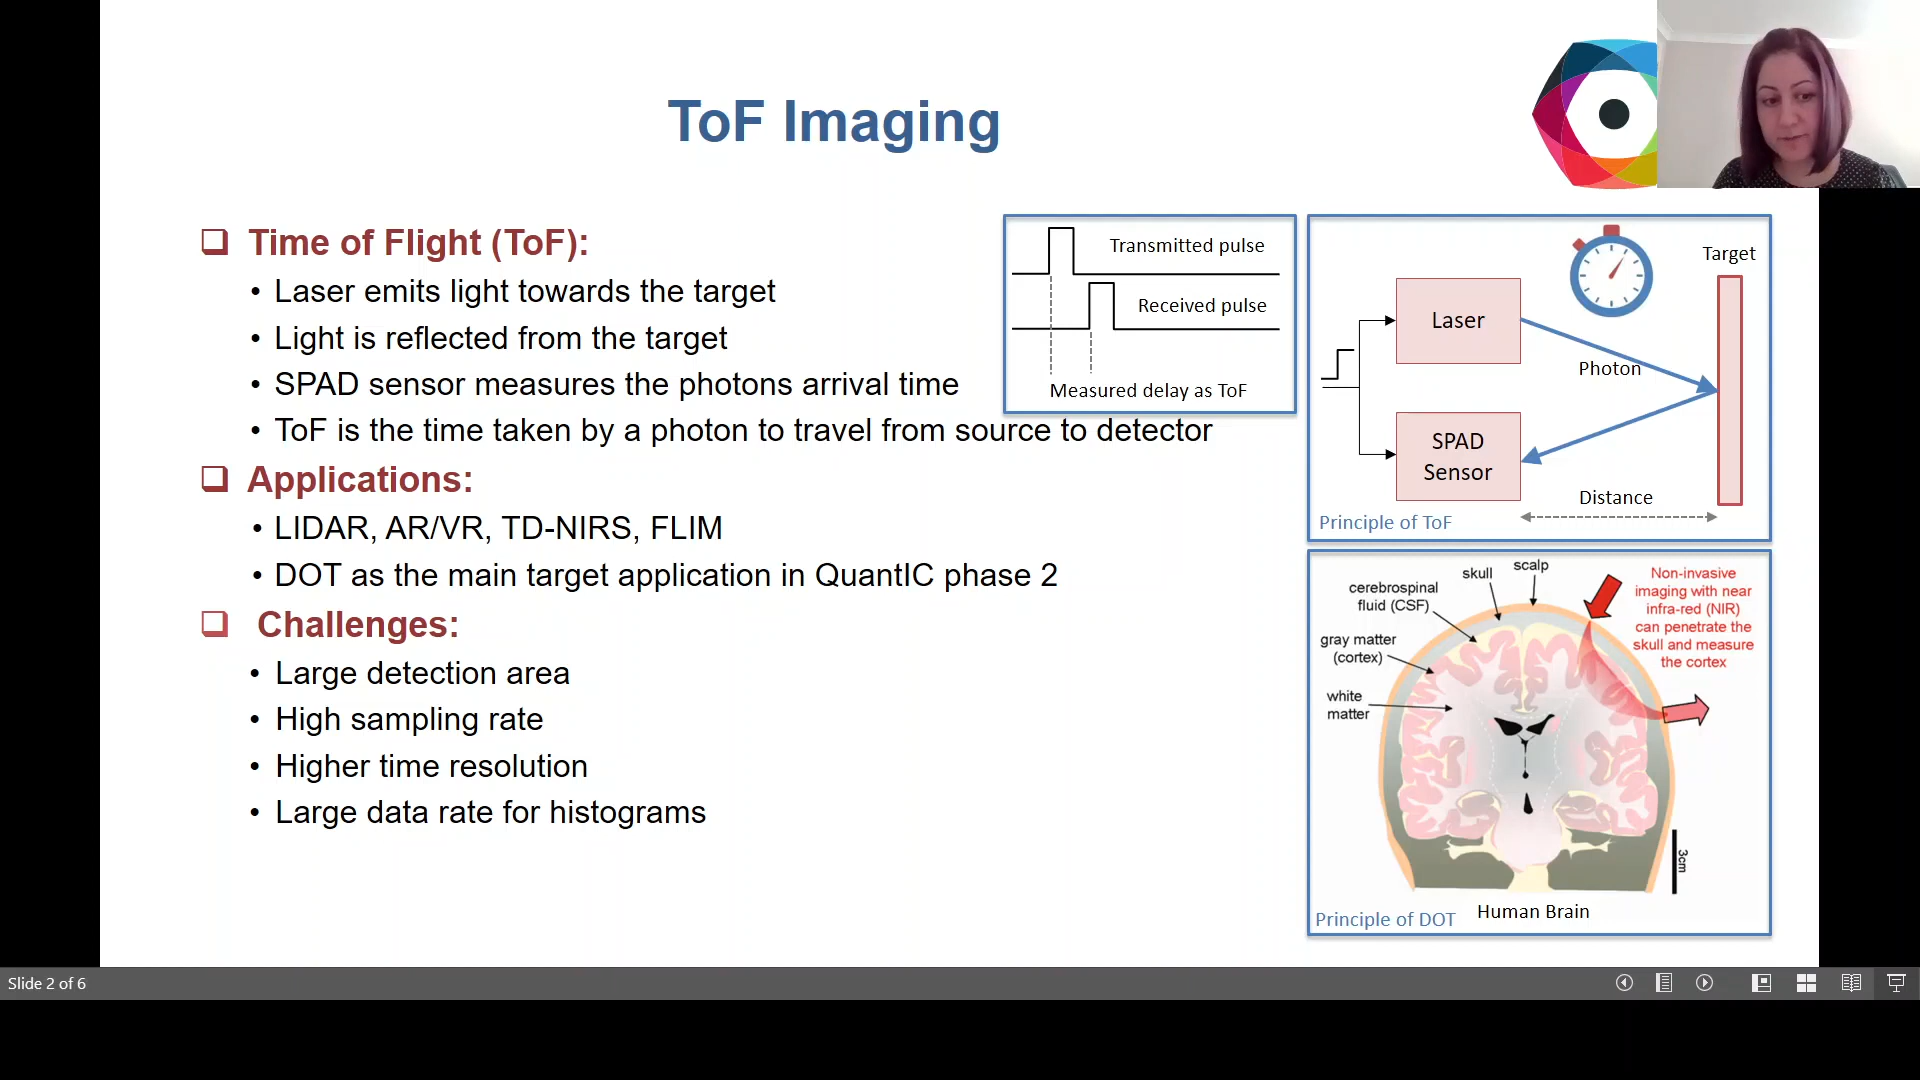 ToF Imaging
Time of Flight (ToF):
• Laser emits light towards the target
• Light is reflected from the target
• SPAD sensor measures the photons arrival time
• ToF is the time taken by a photon to travel from source to detector
Applications:
• LIDAR, AR/VR, TD-NIRS, FLIM
• DOT as the main target application in QuantIC phase 2
Challenges:
• Large detection area
• High sampling rate
• Higher time resolution
• Large data rate for histograms
Transmitted pulse
Received pulse
Measured delay as ToF
Target
Laser
Photon
SPAD
Sensor
Distance
Principle of ToF
scalp
skull
cerebrospinal
fluid (CSF)
gray matter
(cortex)
white
matter
Non-invasive
imaging with near
infra-red (NIR)
can penetrate the
skull and measure
the cortex
3cm
Human Brain
Principle of DOT
Slide 2 of 6